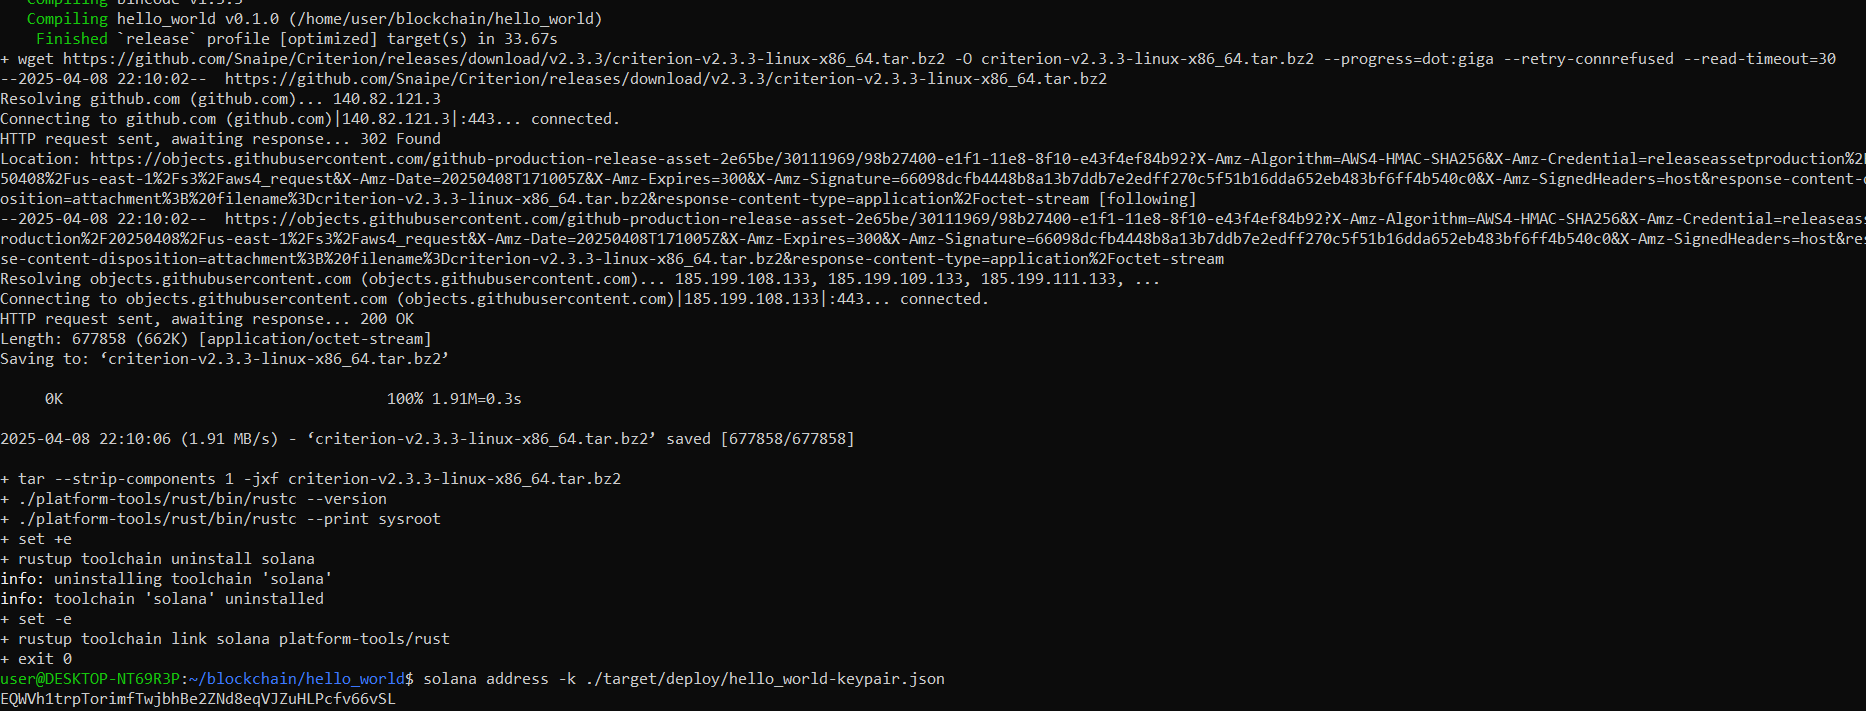 Compiling bincode v1.3.3
Compiling hello_world v0.1.0 (/home/user/blockchain/hello_world)
Finished `release` profile [optimized] target(s) in 33.67s
+ wget https://github.com/Snaipe/Criterion/releases/download/v2.3.3/criterion-v2.3.3-linux-x86_64.tar.bz2 -O criterion-v2.3.3-linux-x86_64.tar.bz2 --progress=dot:giga --retry-connrefused --read-timeout=30
--2025-04-08 22:10:02--  https://github.com/Snaipe/Criterion/releases/download/v2.3.3/criterion-v2.3.3-linux-x86_64.tar.bz2
Resolving github.com (github.com)... 140.82.121.3
Connecting to github.com (github.com)|140.82.121.3|:443... connected.
HTTP request sent, awaiting response... 302 Found
Location: https://objects.githubusercontent.com/github-production-release-asset-2e65be/30111969/98b27400-e1f1-11e8-8f10-e43f4ef84b92?X-Amz-Algorithm=AWS4-HMAC-SHA256&X-Amz-Credential=releaseassetproduction%2F
50408%2Fus-east-1%2Fs3%2Faws4_request&X-Amz-Date=20250408T171005Z&X-Amz-Expires=300&X-Amz-Signature=66098dcfb4448b8a13b7ddb7e2edff270c5f51b16dda652eb483bf6ff4b540c0&X-Amz-SignedHeaders=host&response-content-d
osition=attachment%3B%20filename%3Dcriterion-v2.3.3-linux-x86_64.tar.bz2&response-content-type=application%2Foctet-stream [following]
--2025-04-08 22:10:02--  https://objects.githubusercontent.com/github-production-release-asset-2e65be/30111969/98b27400-e1f1-11e8-8f10-e43f4ef84b92?X-Amz-Algorithm=AWS4-HMAC-SHA256&X-Amz-Credential=releaseas
roduction%2F20250408%2Fus-east-1%2Fs3%2Faws4_request&X-Amz-Date=20250408T171005Z&X-Amz-Expires=300&X-Amz-Signature=66098dcfb4448b8a13b7ddb7e2edff270c5f51b16dda652eb483bf6ff4b540c0&X-Amz-SignedHeaders=host&res
se-content-disposition=attachment%3B%20filename%3Dcriterion-v2.3.3-linux-x86_64.tar.bz2&response-content-type=application%2Foctet-stream
Resolving objects.githubusercontent.com (objects.githubusercontent.com)... 185.199.108.133, 185.199.109.133, 185.199.111.133, ...
Connecting to objects.githubusercontent.com (objects.githubusercontent.com)|185.199.108.133|:443... connected.
HTTP request sent, awaiting response... 200 OK
Length: 677858 (662K) [application/octet-stream]
Saving to: ‘criterion-v2.3.3-linux-x86_64.tar.bz2’
0K 100% 1.91M=0.3s
2025-04-08 22:10:06 (1.91 MB/s) - ‘criterion-v2.3.3-linux-x86_64.tar.bz2’ saved [677858/677858]
+ tar --strip-components 1 -jxf criterion-v2.3.3-linux-x86_64.tar.bz2
+ ./platform-tools/rust/bin/rustc --version
+ ./platform-tools/rust/bin/rustc --print sysroot
+ set +e
+ rustup toolchain uninstall solana
info: uninstalling toolchain 'solana'
info: toolchain 'solana' uninstalled
+ set -e
+ rustup toolchain link solana platform-tools/rust
+ exit 0
user@DESKTOP-NT69R3P:~/blockchain/hello_world$ solana address -k ./target/deploy/hello_world-keypair.json
EQWVh1trpTorimfTwjbhBe2ZNd8eqVJZuHLPcfv66vSL